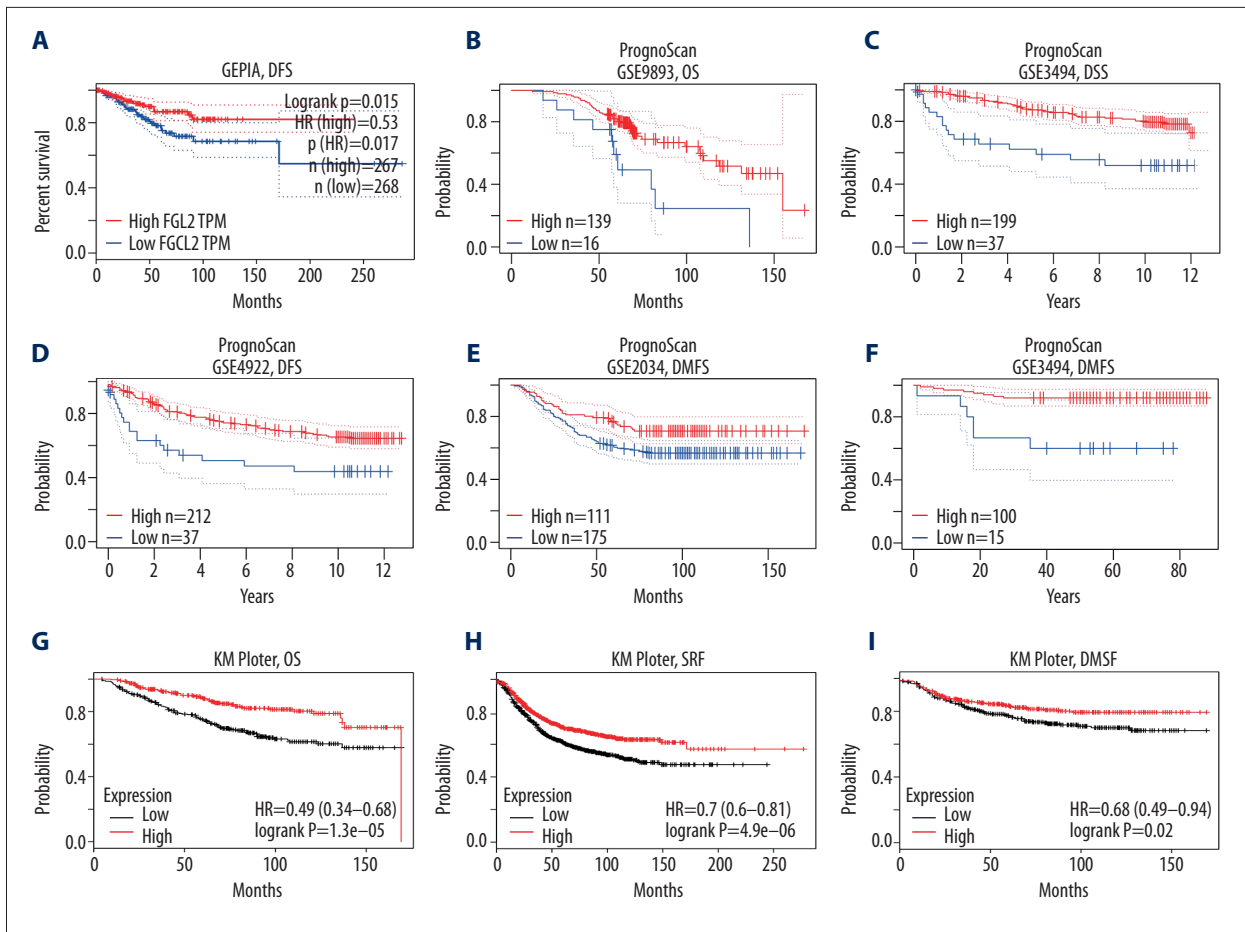 A
GEPIA, DFS
Percent survival
0.8
0.4
0.0
Logrank p=0.015
HR (high)=0.53
p (HR)=0.017
n (high)=267
n (low)=268
High FGL2 TPM
Low FGCL2 TPM
0 50 100 150 200 250
Months
B
PrognoScan
GSE9893, OS
Probability
0.8
0.4
0.0
High n=139
Low n=16
0 50 100 150
Months
C
PrognoScan
GSE3494, DSS
Probability
0.8
0.4
0.0
High n=199
Low n=37
0 2 4 6 8 10 12
Years
D
PrognoScan
GSE4922, DFS
Probability
0.8
0.4
0.0
High n=212
Low n=37
0 2 4 6 8 10 12
Years
E
PrognoScan
GSE2034, DMFS
Probability
0.8
0.4
0.0
High n=111
Low n=175
0 50 100 150
Months
F
PrognoScan
GSE3494, DMFS
Probability
0.8
0.4
0.0
High n=100
Low n=15
0 20 40 60 80
Years
G
KM Ploter, OS
Probability
0.8
0.4
0.0
Expression
Low
High
HR=0.49 (0.34–0.68)
logrank P=1.3e–05
0 50 100 150
Months
H
KM Ploter, SRF
Probability
0.8
0.4
0.0
Expression
Low
High
HR=0.7 (0.6–0.81)
logrank P=4.9e–06
0 50 100 150 200 250
Months
I
KM Ploter, DMSF
Probability
0.8
0.4
0.0
Expression
Low
High
HR=0.68 (0.49–0.94)
logrank P=0.02
0 50 100 150
Months